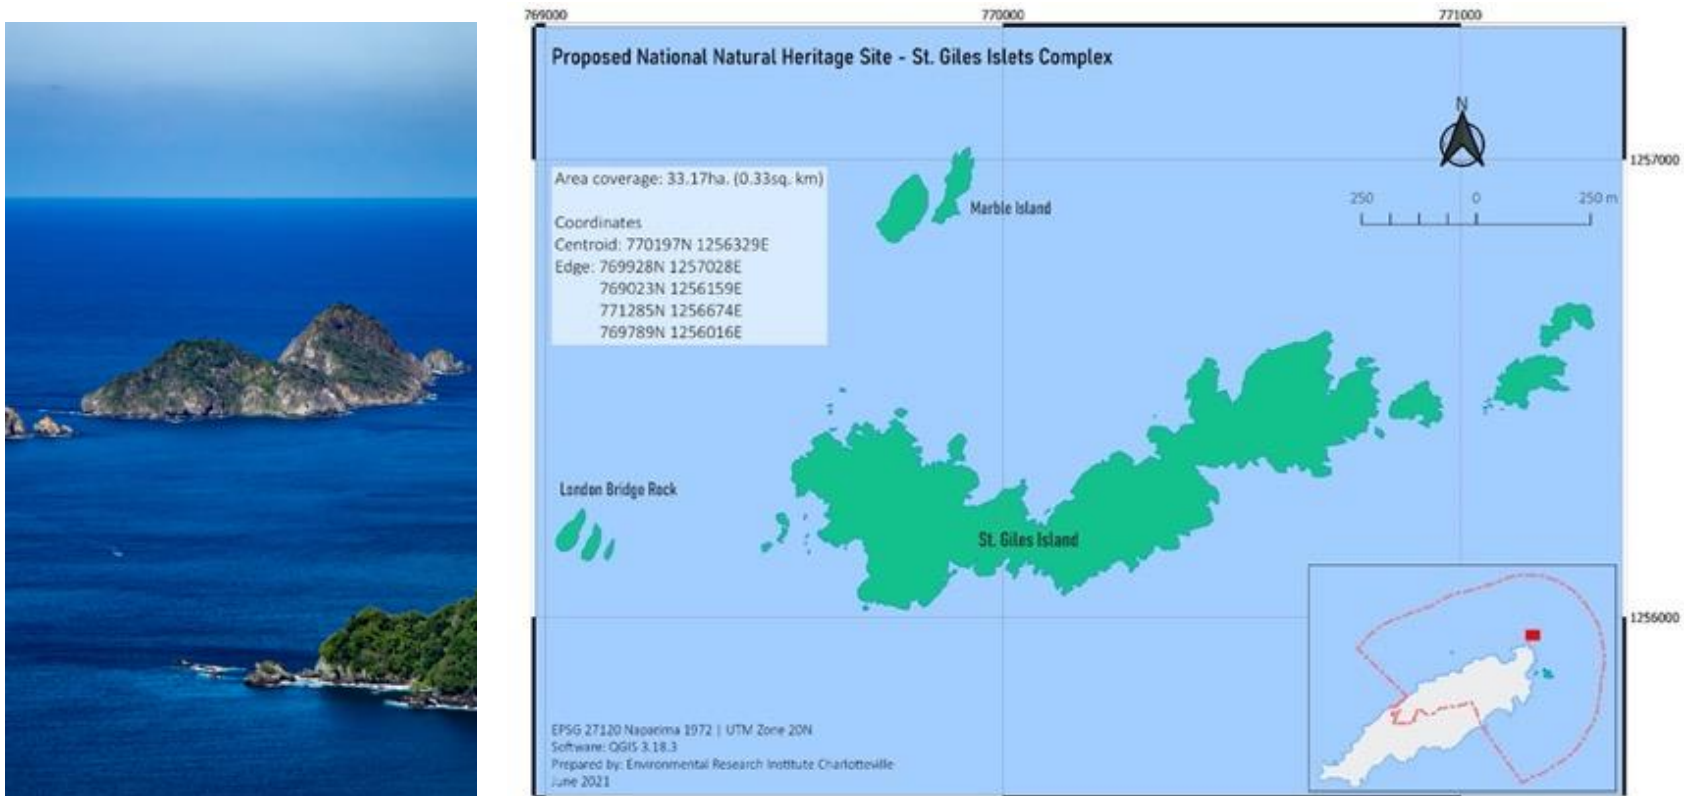 769000
770000
771000
Proposed National Natural Heritage Site - St. Giles Islets Complex
N
1257000
Area coverage: 33.17ha. (0.33sq. km)
Coordinates
Centroid: 770197N 1256329E
Edge: 769928N 1257028E
769023N 1256159E
771285N 1256674E
769789N 1256016E
Marble Island
250 0 250 m
London Bridge Rock
St. Giles Island
1256000
EPSG 27120 Naparima 1972 | UTM Zone 20N
Software: QGIS 3.18.3
Prepared by: Environmental Research Institute Charlotteville
June 2021